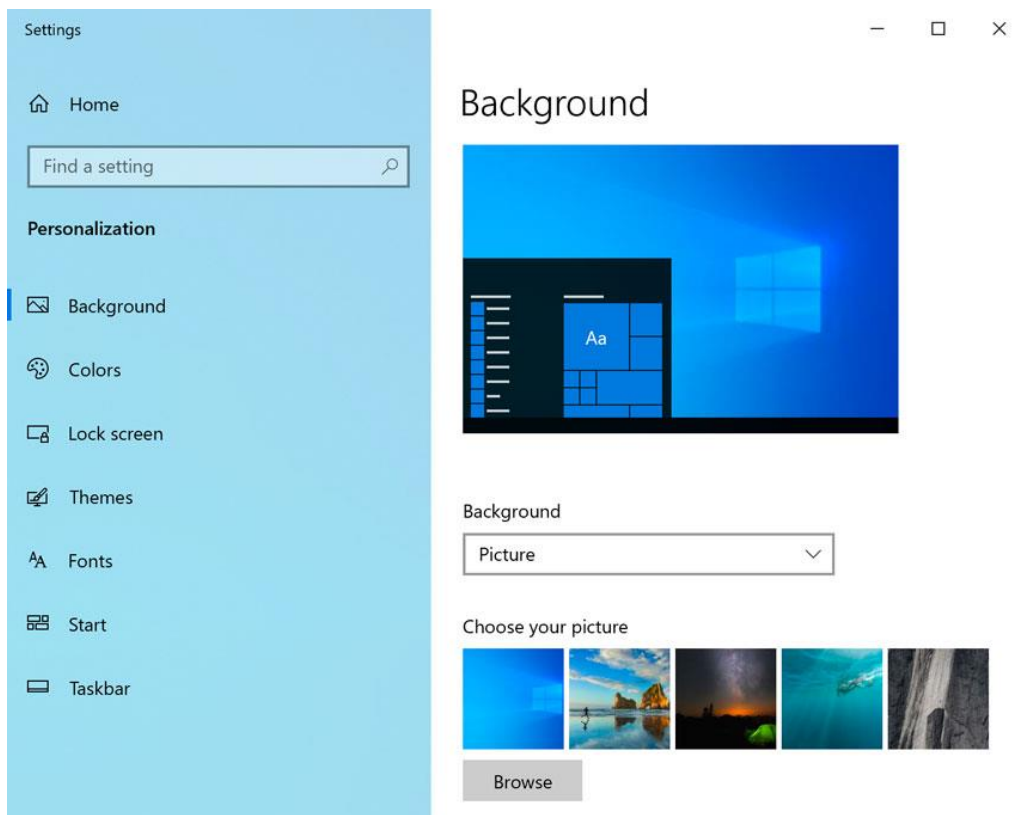 Settings
Home
Find a setting
Personalization
Background
Colors
Lock screen
Themes
Fonts
Start
Taskbar
Background
Aa
Background
Picture
Choose your picture
Browse